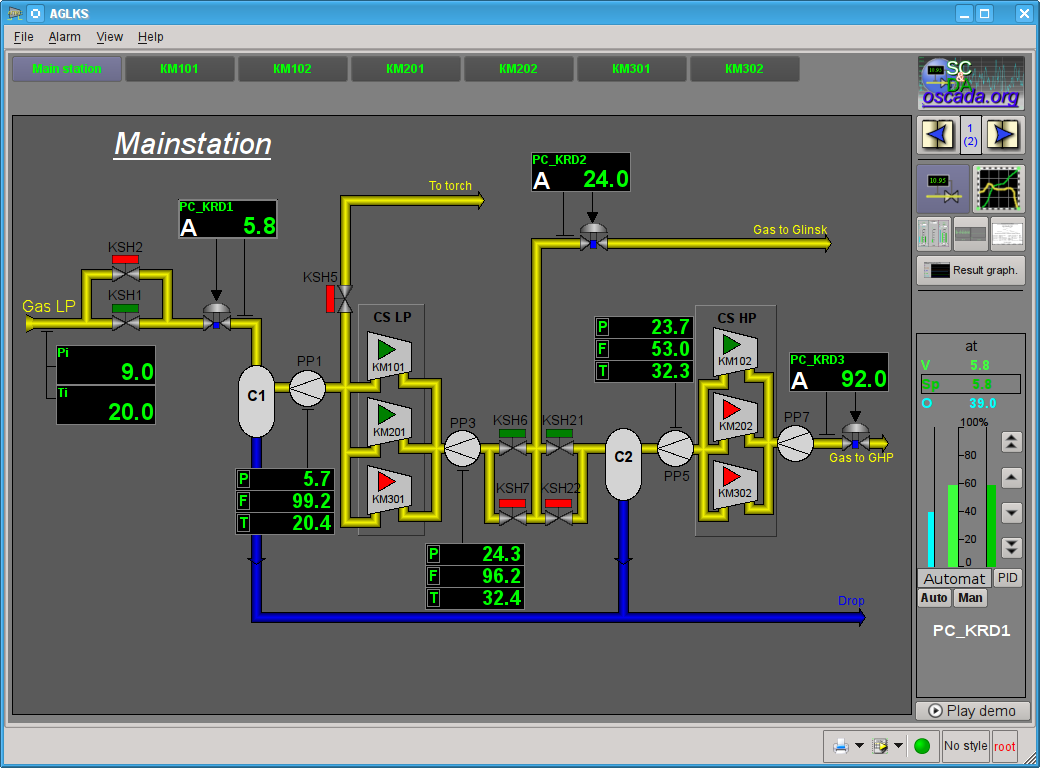 AGLKS
File Alarm View Help
Main station KM101 KM102 KM201 KM202 KM301 KM302
SC
&
DA
oscada.org
Mainstation
1
(2)
10.95
Result graph.
PC_KRD1
A 5.8
To torch
PC_KRD2
A 24.0
Gas to Glinsk
KSH2
KSH1
Gas LP
KSH5
Pi
9.0
Ti
20.0
CS LP
KM101
KM201
KM301
PP1
C1
P 5.7
F 99.2
T 20.4
PP3
P 24.3
F 96.2
T 32.4
KSH6 KSH21
KSH7 KSH22
P 23.7
F 53.0
T 32.3
C2
PP5
CS HP
KM102
KM202
KM302
PC_KRD3
A 92.0
PP7
Gas to GHP
Drop
at
V 5.8
Sp 5.8
O 39.0
100%
80
60
40
20
0
Automat PID
Auto Man
PC_KRD1
Play demo
No style root